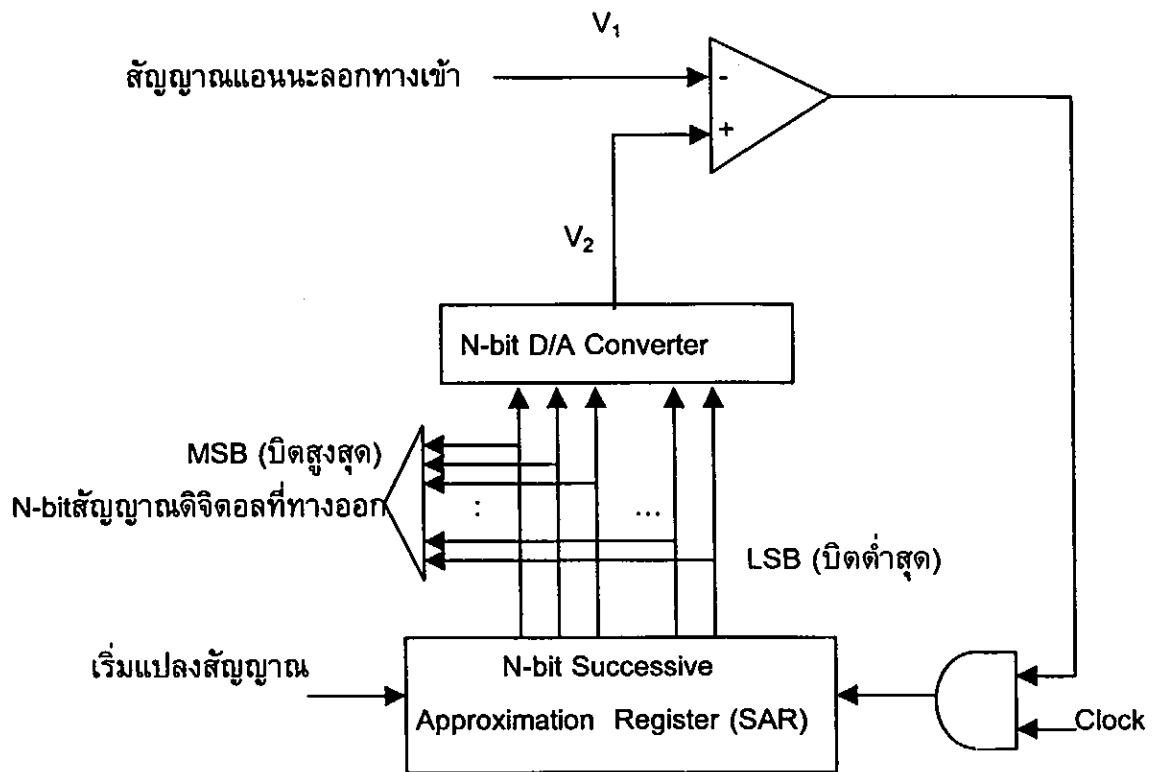 V₁
สัญญาณแอนนะลอกทางเข้า
-
+
V₂
N-bit D/A Converter
MSB (บิตสูงสุด)
N-bitสัญญาณดิจิตอลที่ทางออก
:
...
LSB (บิตต่ำสุด)
เริ่มแปลงสัญญาณ
N-bit Successive
Approximation Register (SAR)
Clock